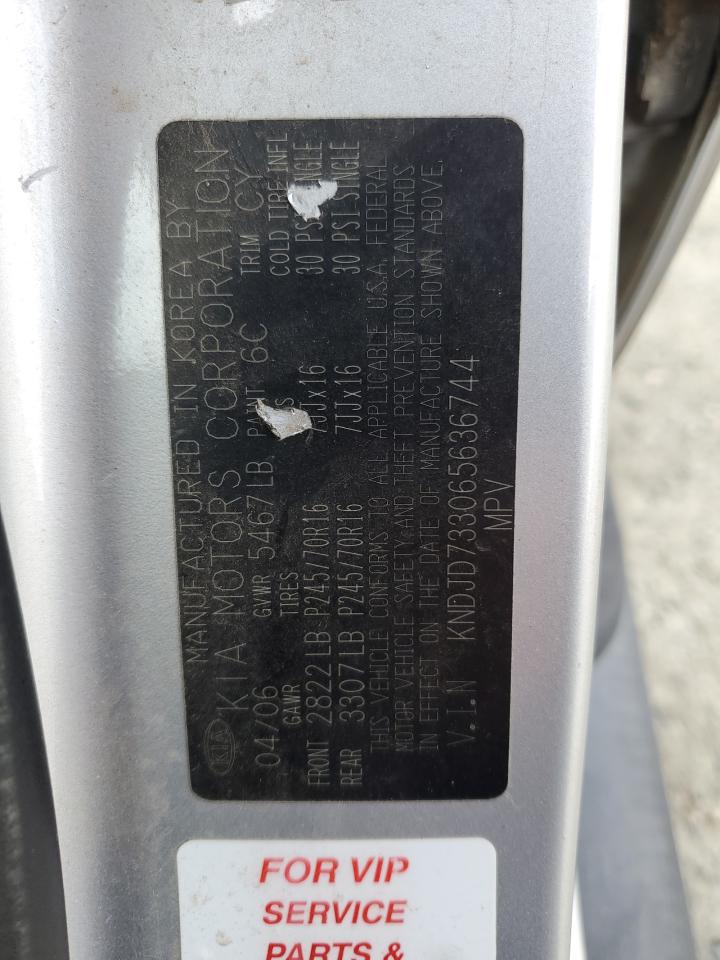 MANUFACTURED IN KOREA BY
KIA KIA MOTORS CORPORATION
04/06 GVWR 5467 LB PAINT 6C TRIM CY
GAWR TIRES COLD TIRE INFL
FRONT 2822 LB P245/70R16 7JJx16 30 PSI SINGLE
REAR 3307 LB P245/70R16 7JJx16 30 PSI SINGLE
THIS VEHICLE CONFORMS TO ALL APPLICABLE U.S.A. FEDERAL
MOTOR VEHICLE SAFETY AND THEFT PREVENTION STANDARDS
IN EFFECT ON THE DATE OF MANUFACTURE SHOWN ABOVE.
V.I.N KNDJD733065636744
MPV
FOR VIP
SERVICE
PARTS &